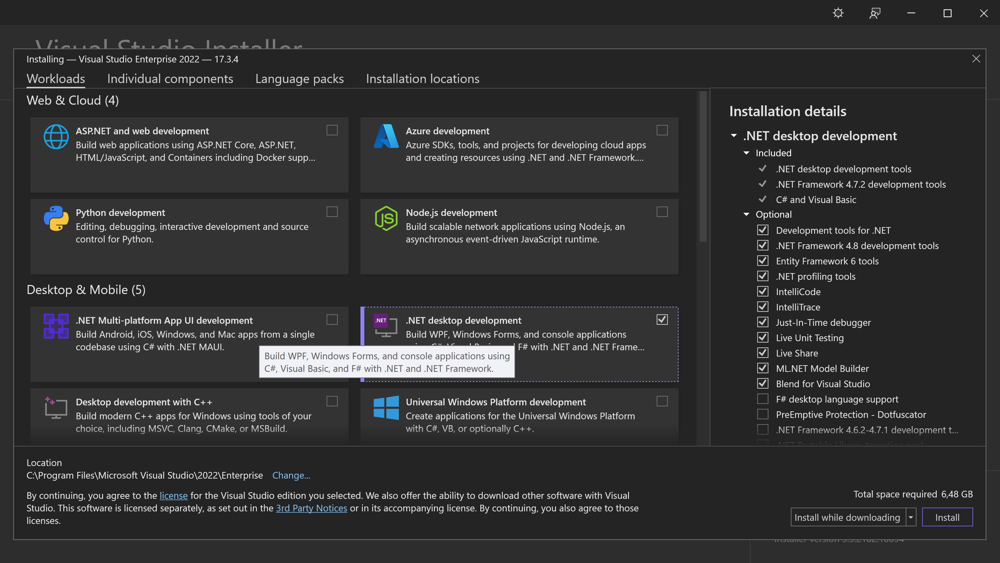 Visual Studio Installer
Installing — Visual Studio Enterprise 2022 — 17.3.4
Workloads
Individual components
Language packs
Installation locations
Web & Cloud (4)
ASP.NET and web development
Build web applications using ASP.NET Core, ASP.NET,
HTML/JavaScript, and Containers including Docker supp...
Azure development
Azure SDKs, tools, and projects for developing cloud apps
and creating resources using .NET and .NET Framework....
Python development
Editing, debugging, interactive development and source
control for Python.
JS
Node.js development
Build scalable network applications using Node.js, an
asynchronous event-driven JavaScript runtime.
Desktop & Mobile (5)
.NET Multi-platform App UI development
Build Android, iOS, Windows, and Mac apps from a single
codebase using C# with .NET MAUI.
.NET
.NET desktop development
Build WPF, Windows Forms, and console applications
F# with .NET and .NET Frame...
Build WPF, Windows Forms, and console applications using
C#, Visual Basic, and F# with .NET and .NET Framework.
Desktop development with C++
Build modern C++ apps for Windows using tools of your
choice, including MSVC, Clang, CMake, or MSBuild.
Universal Windows Platform development
Create applications for the Universal Windows Platform
with C#, VB, or optionally C++.
Installation details
.NET desktop development
Included
.NET desktop development tools
.NET Framework 4.7.2 development tools
C# and Visual Basic
Optional
Development tools for .NET
.NET Framework 4.8 development tools
Entity Framework 6 tools
.NET profiling tools
IntelliCode
IntelliTrace
Just-In-Time debugger
Live Unit Testing
Live Share
ML.NET Model Builder
Blend for Visual Studio
F# desktop language support
PreEmptive Protection - Dotfuscator
.NET Framework 4.6.2-4.7.1 development t...
.NET Portable Library targeting pack
Location
C:\Program Files\Microsoft Visual Studio\2022\Enterprise
Change...
By continuing, you agree to the license for the Visual Studio edition you selected. We also offer the ability to download other software with Visual
Studio. This software is licensed separately, as set out in the 3rd Party Notices or in its accompanying license. By continuing, you also agree to those
licenses.
Total space required 6,48 GB
Install while downloading
Install